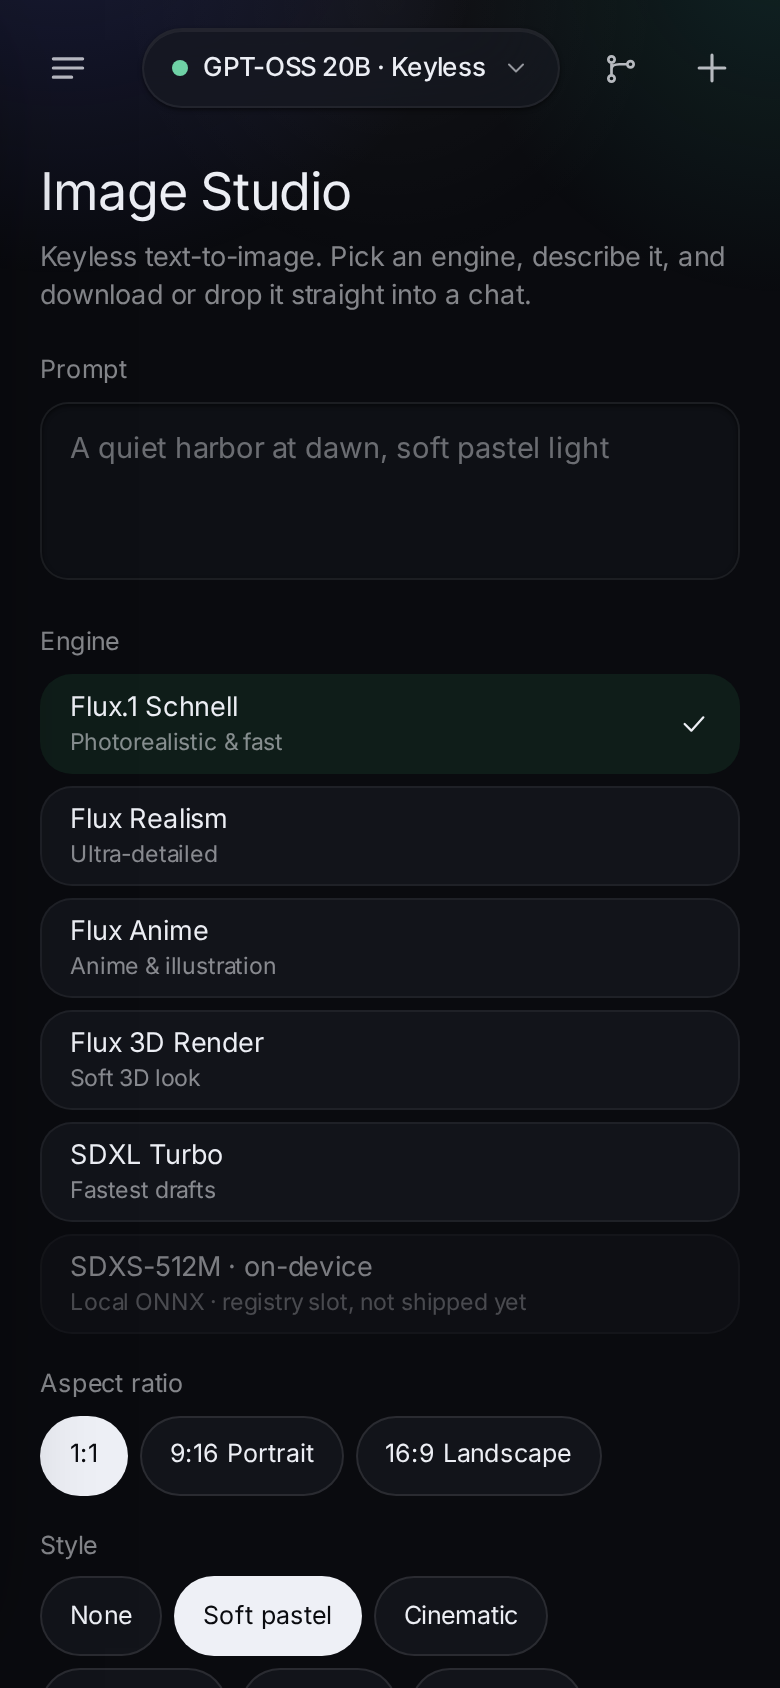 GPT-OSS 20B · Keyless
Image Studio
Keyless text-to-image. Pick an engine, describe it, and
download or drop it straight into a chat.
Prompt
A quiet harbor at dawn, soft pastel light
Engine
Flux.1 Schnell
Photorealistic & fast
Flux Realism
Ultra-detailed
Flux Anime
Anime & illustration
Flux 3D Render
Soft 3D look
SDXL Turbo
Fastest drafts
SDXS-512M · on-device
Local ONNX · registry slot, not shipped yet
Aspect ratio
1:1 9:16 Portrait 16:9 Landscape
Style
None Soft pastel Cinematic